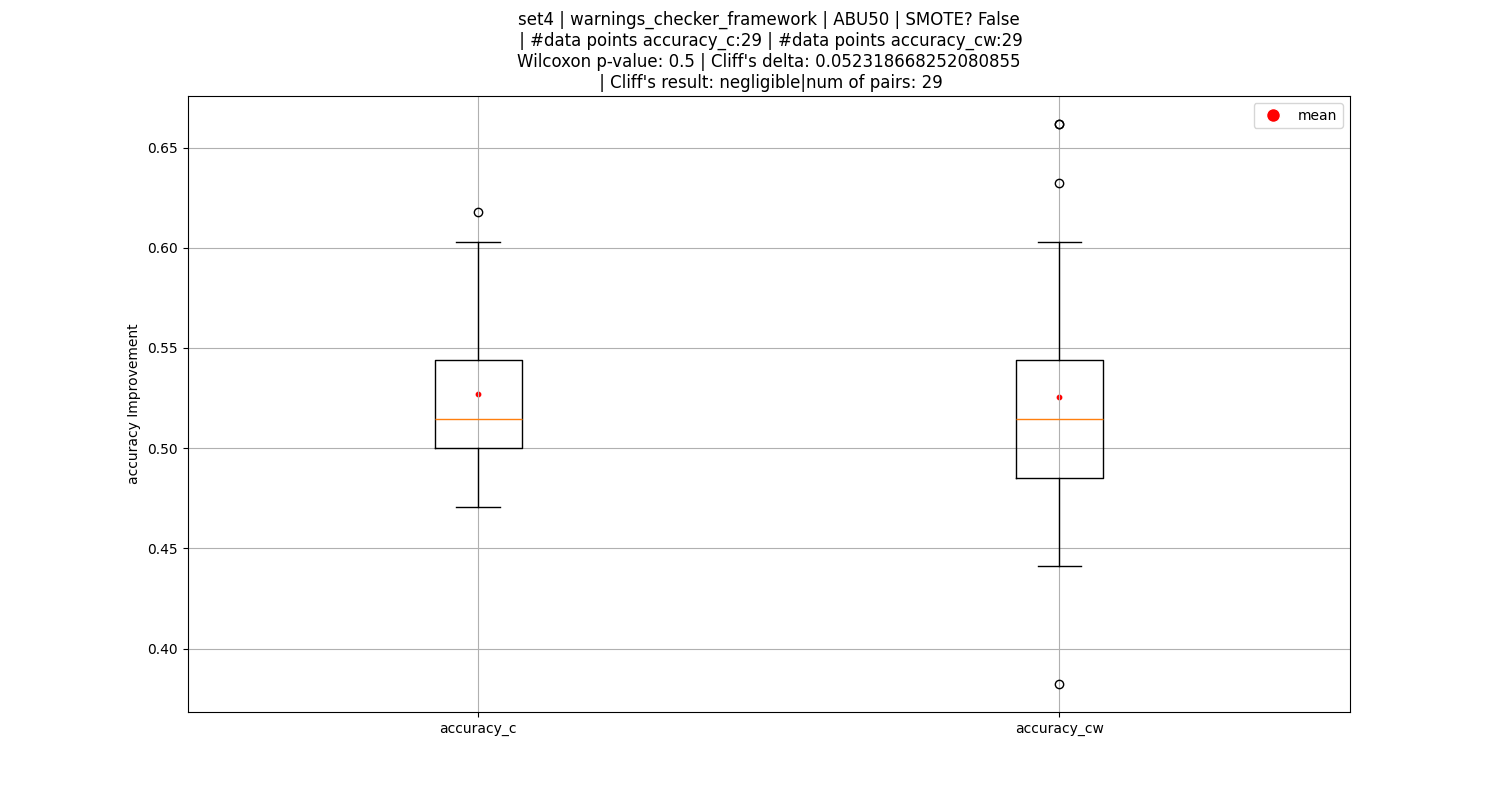 set4 | warnings_checker_framework | ABU50 | SMOTE? False
| #data points accuracy_c:29 | #data points accuracy_cw:29
Wilcoxon p-value: 0.5 | Cliff's delta: 0.052318668252080855
| Cliff's result: negligible|num of pairs: 29
mean
0.65
0.60
0.55
0.50
0.45
0.40
accuracy Improvement
accuracy_c
accuracy_cw